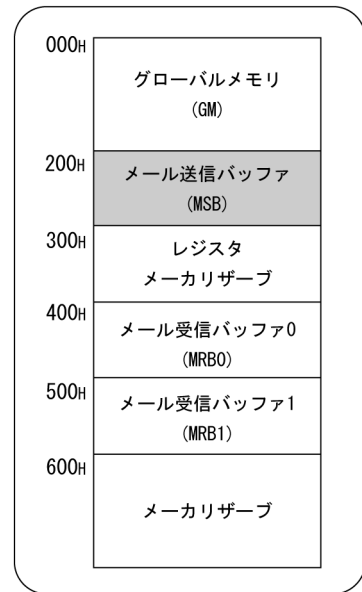 000H
グローバルメモリ
(GM)
200H
メール送信バッファ
(MSB)
300H
レジスタ
メーカリザーブ
400H
メール受信バッファ0
(MRB0)
500H
メール受信バッファ1
(MRB1)
600H
メーカリザーブ